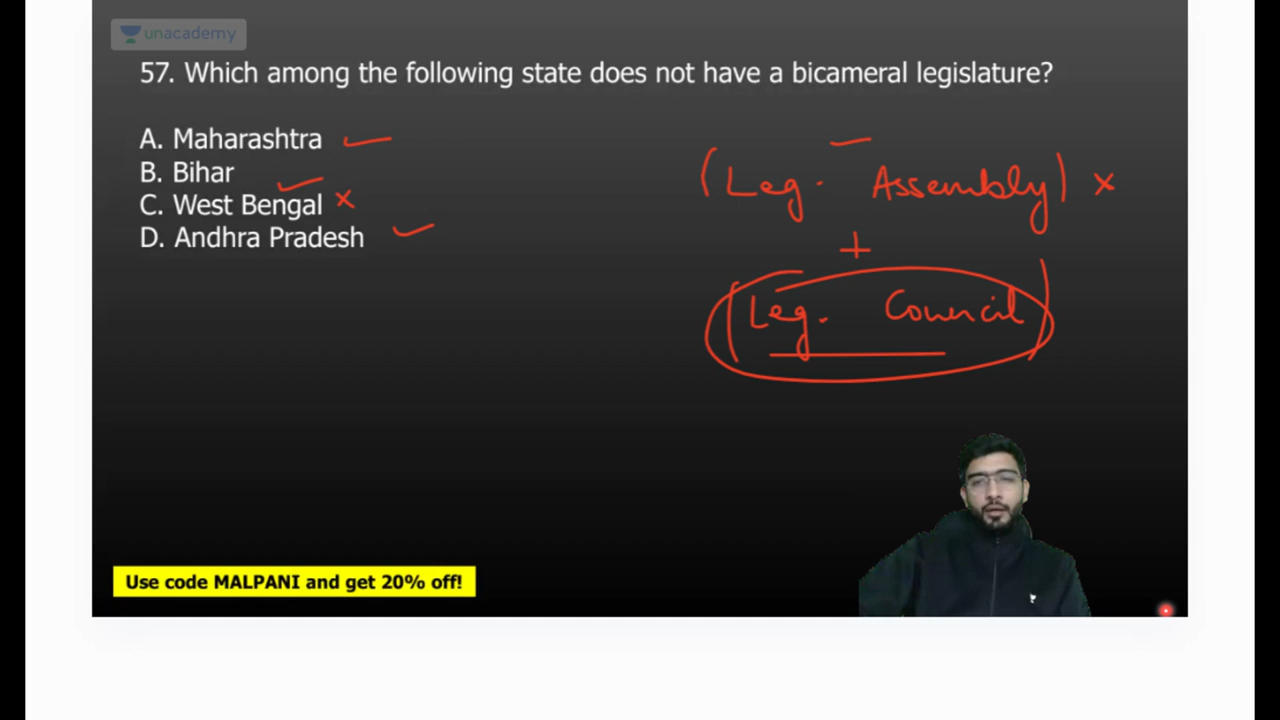 unacademy
57. Which among the following state does not have a bicameral legislature?
A. Maharashtra
B. Bihar
C. West Bengal
D. Andhra Pradesh
(Leg. Assembly) ×
+
(Leg. Council)
Use code MALPANI and get 20% off!